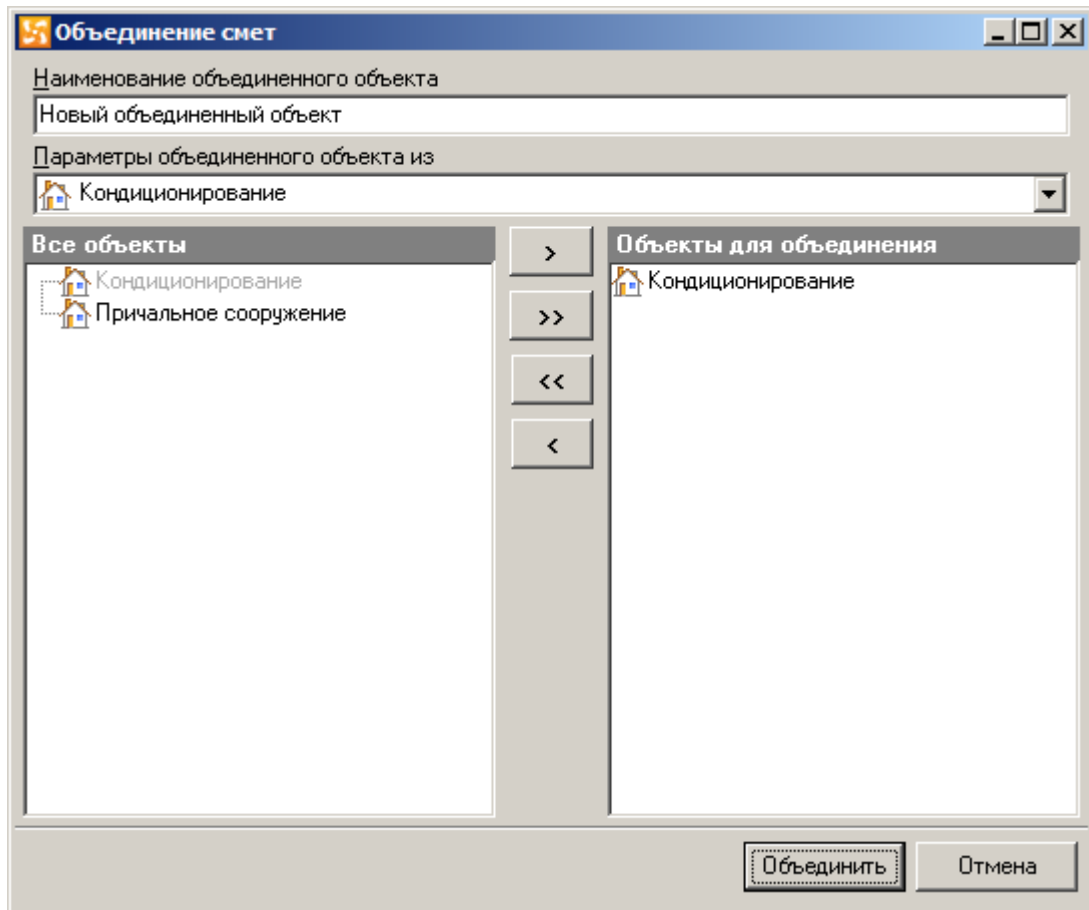 Объединение смет
Наименование объединенного объекта
Новый объединенный объект
Параметры объединенного объекта из
Кондиционирование
Все объекты
Кондиционирование
Причальное сооружение
>
>>
<<
<
Объекты для объединения
Кондиционирование
Объединить
Отмена